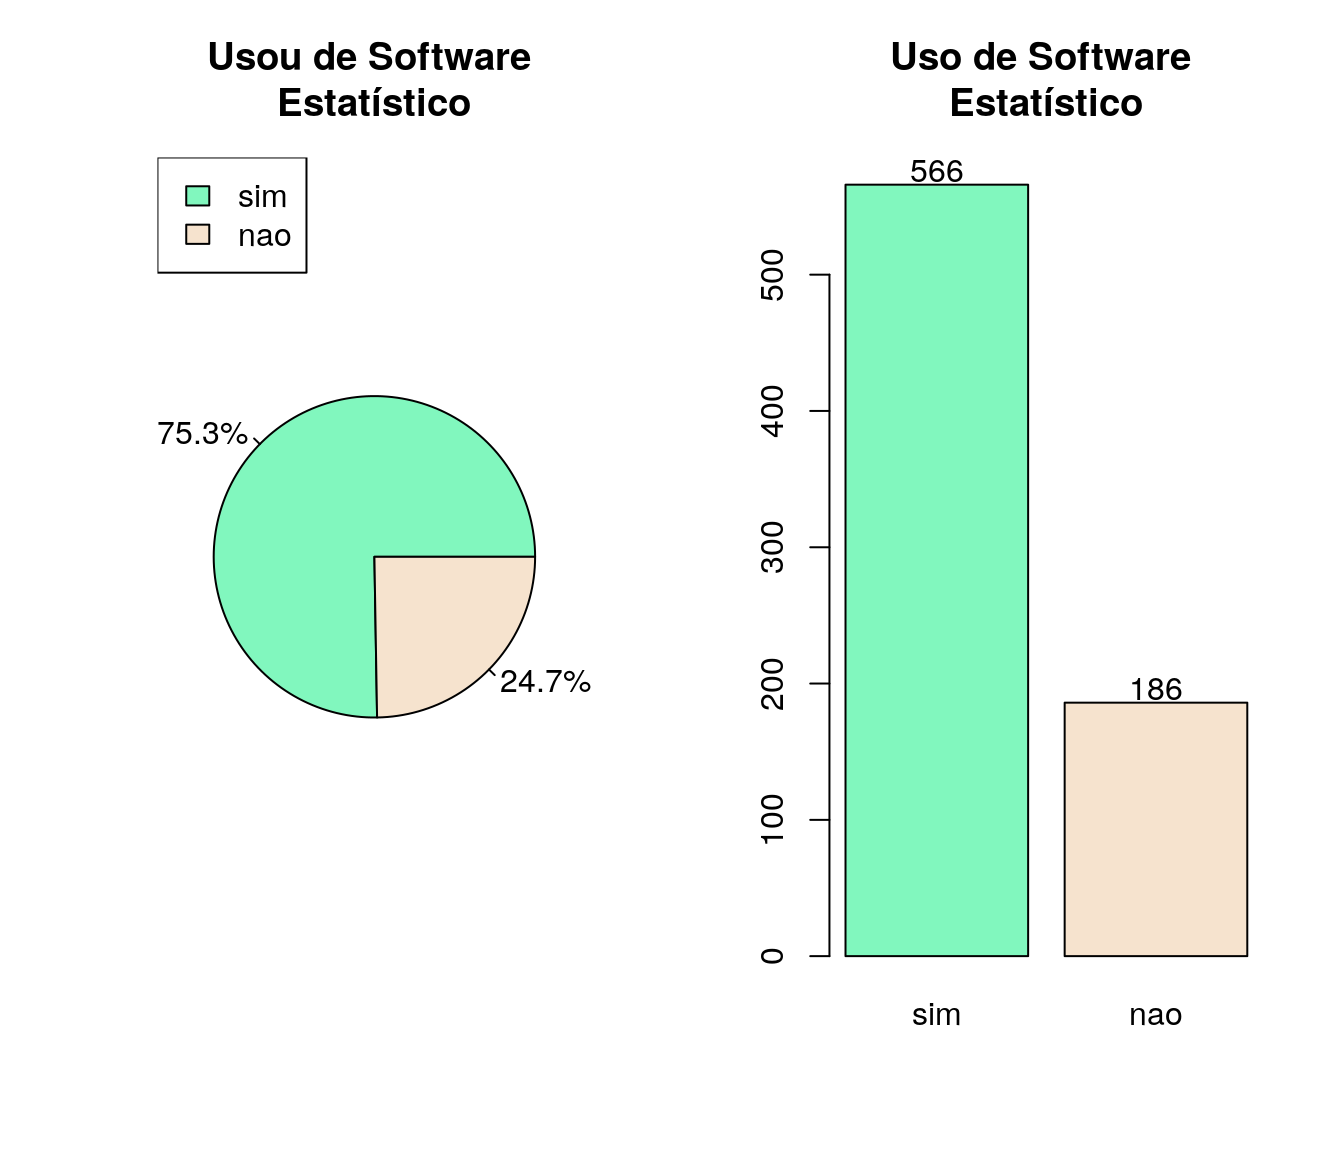 Usou de Software
Estatístico
sim
nao
75.3%
24.7%
Uso de Software
Estatístico
566
186
500
400
300
200
100
0
sim
nao